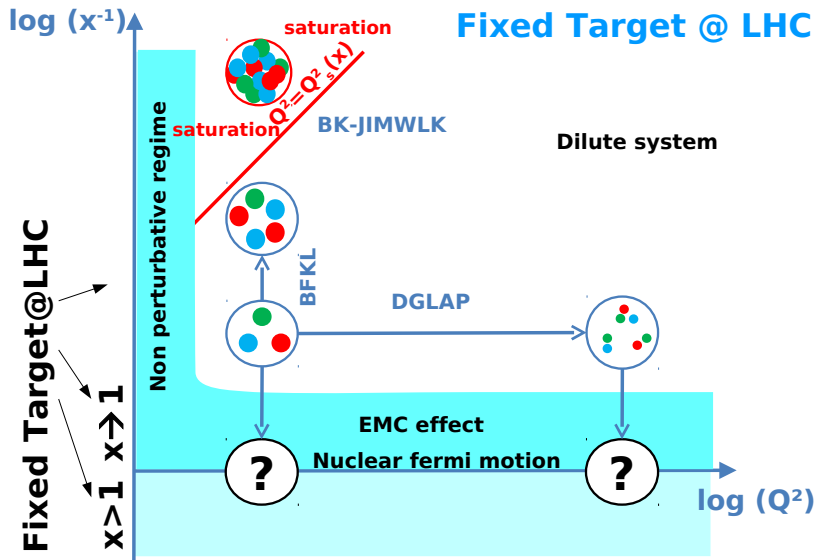 log (x⁻¹)
saturation
Fixed Target @ LHC
Q²=Q²ₛ(x)
saturation
BK-JIMWLK
Dilute system
Non perturbative regime
BFKL
DGLAP
Fixed Target@LHC
x→1
x>1
EMC effect
Nuclear fermi motion
?
?
log (Q²)